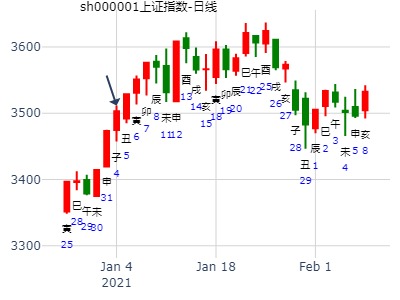 sh000001上证指数-日线
3600
3500
3400
3300
寅 25
巳 28
午 29
未 30
申 31
子 4
丑 5
寅 6
卯 7
辰 8
未 11
申 12
酉 13
戌 14
亥 15
寅 18
卯 19
辰 20
巳 21
午 22
酉 25
戌 26
亥 27
子 28
丑 29
辰 1
巳 2
午 3
未 4
申 5
亥 8
Jan 4
2021
Jan 18
Feb 1